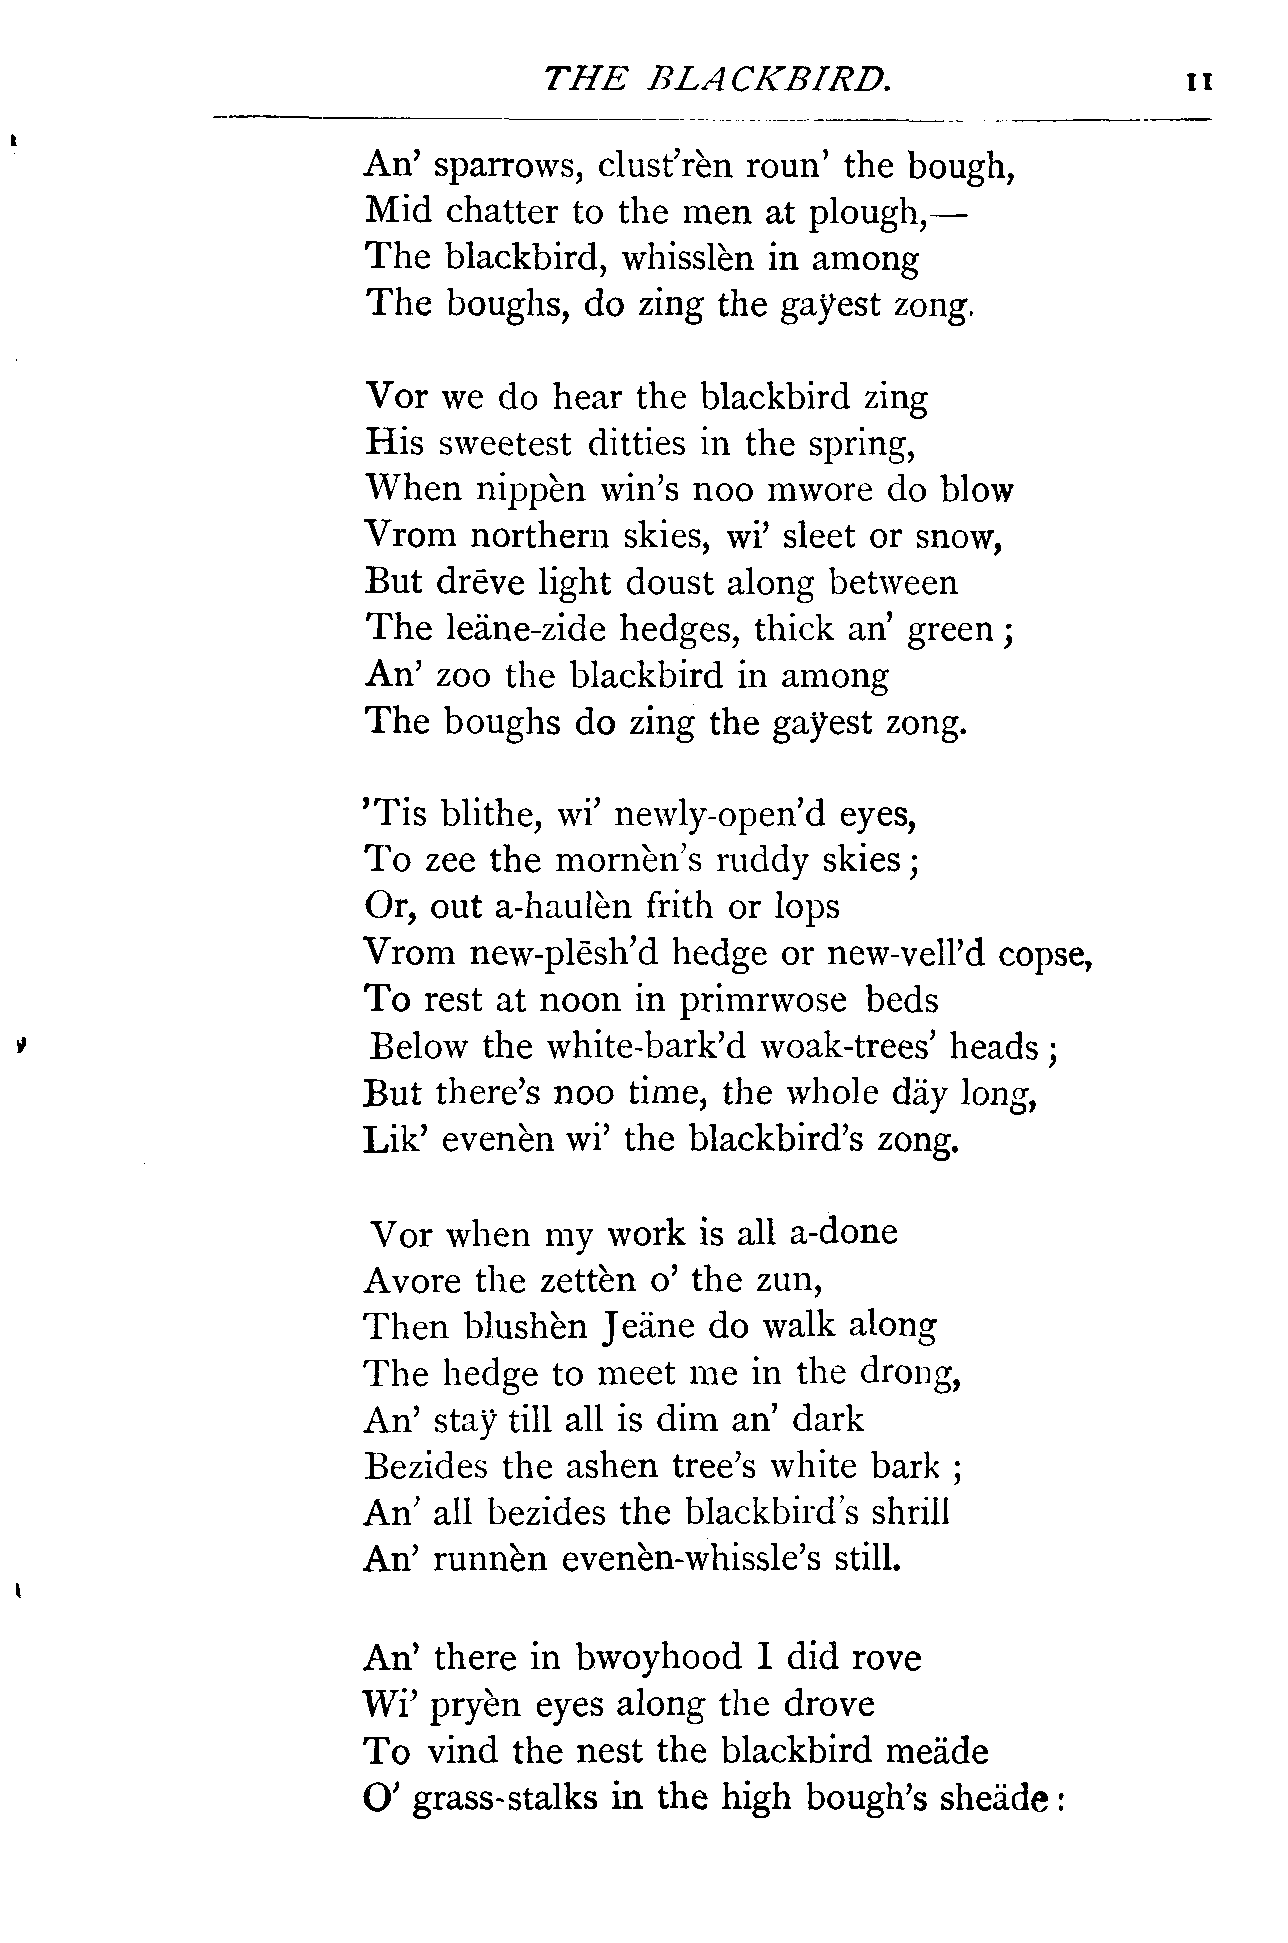 THE BLACKBIRD. 11
An' sparrows, clust'rèn roun' the bough,
Mid chatter to the men at plough,—
The blackbird, whisslèn in among
The boughs, do zing the gaÿest zong.
Vor we do hear the blackbird zing
His sweetest ditties in the spring,
When nippèn win's noo mwore do blow
Vrom northern skies, wi' sleet or snow,
But drēve light doust along between
The leäne-zide hedges, thick an' green ;
An' zoo the blackbird in among
The boughs do zing the gaÿest zong.
'Tis blithe, wi' newly-open'd eyes,
To zee the mornèn's ruddy skies ;
Or, out a-haulèn frith or lops
Vrom new-plēsh'd hedge or new-vell'd copse,
To rest at noon in primrwose beds
Below the white-bark'd woak-trees' heads ;
But there's noo time, the whole däy long,
Lik' evenèn wi' the blackbird's zong.
Vor when my work is all a-done
Avore the zettèn o' the zun,
Then blushèn Jeäne do walk along
The hedge to meet me in the drong,
An' staÿ till all is dim an' dark
Bezides the ashen tree's white bark ;
An' all bezides the blackbird's shrill
An' runnèn evenèn-whissle's still.
An' there in bwoyhood I did rove
Wi' pryèn eyes along the drove
To vind the nest the blackbird meäde
O' grass-stalks in the high bough's sheäde :